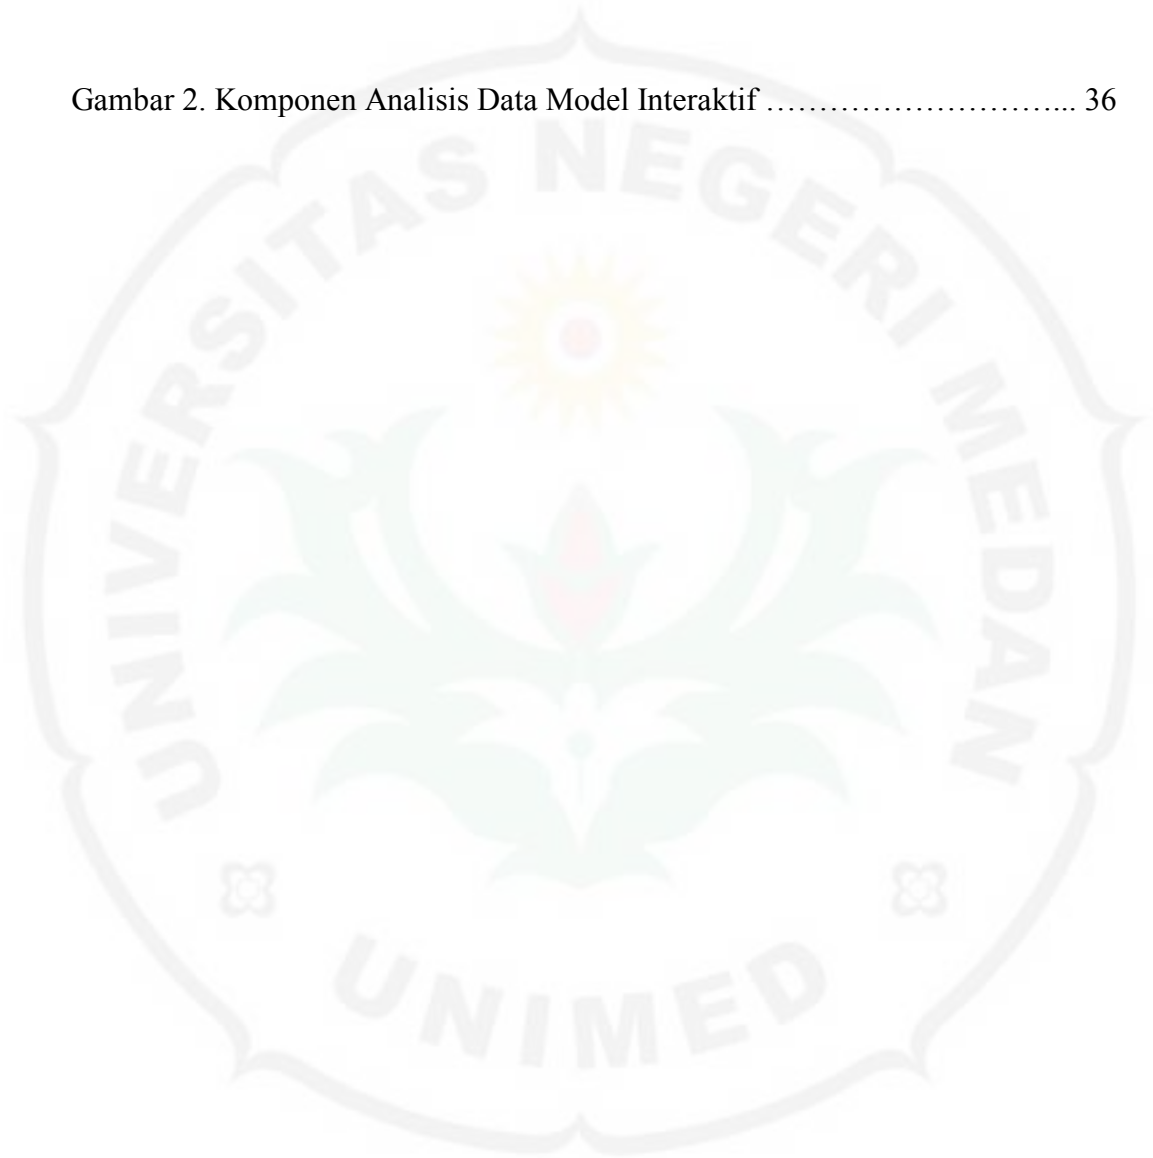 Gambar 2. Komponen Analisis Data Model Interaktif ………………………... 36
UNIVERSITAS NEGERI MEDAN
UNIMED